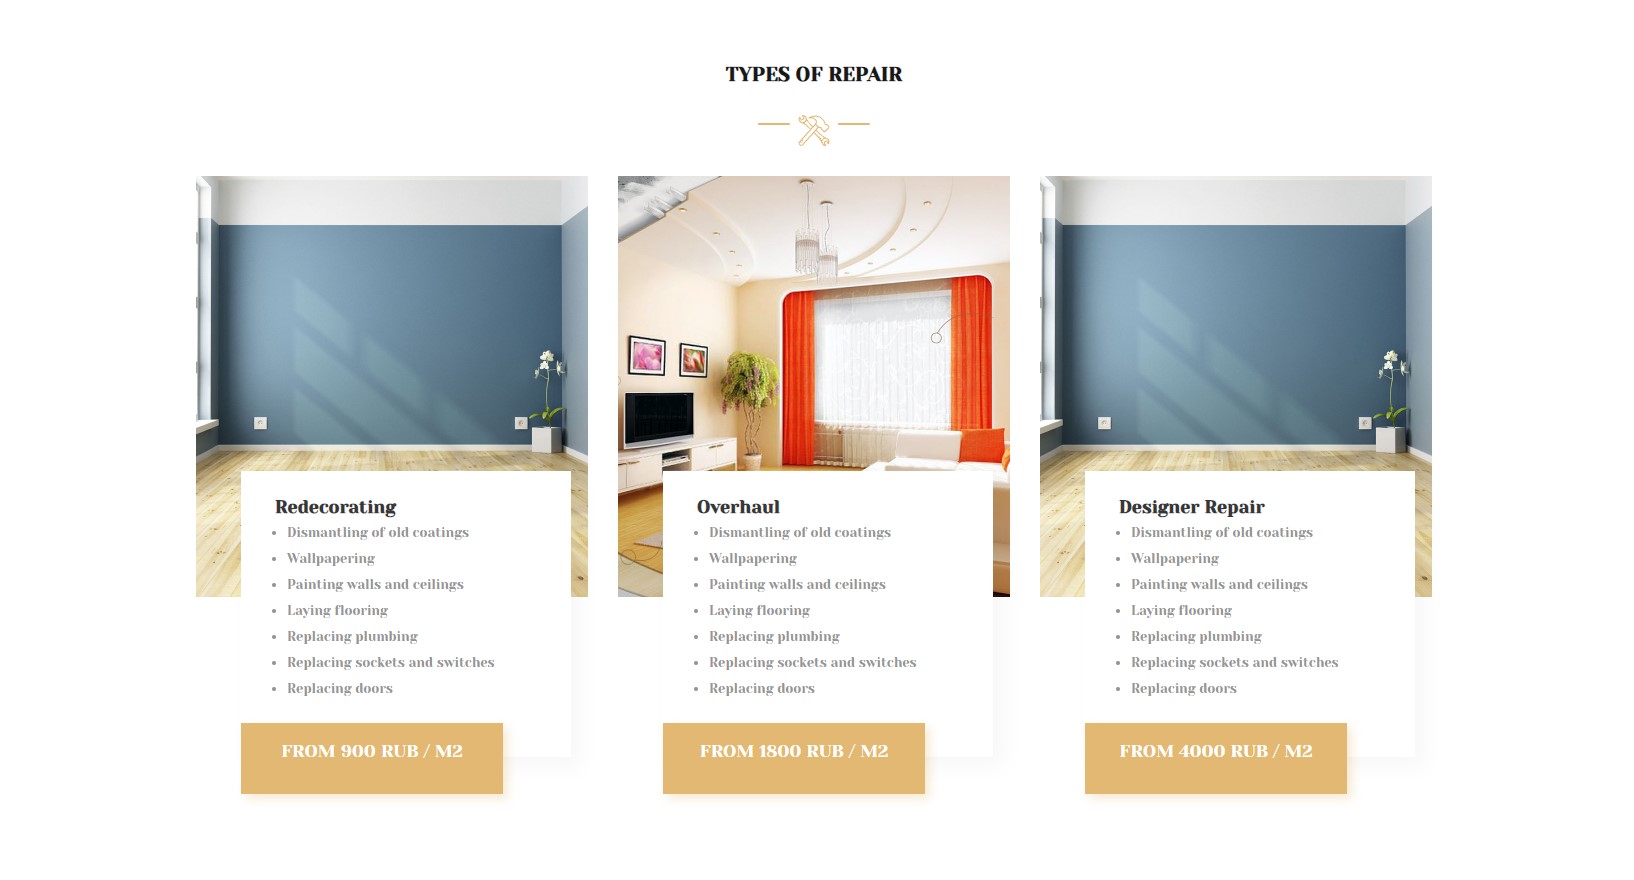 TYPES OF REPAIR
Redecorating
• Dismantling of old coatings
• Wallpapering
• Painting walls and ceilings
• Laying flooring
• Replacing plumbing
• Replacing sockets and switches
• Replacing doors
FROM 900 RUB / M2
Overhaul
• Dismantling of old coatings
• Wallpapering
• Painting walls and ceilings
• Laying flooring
• Replacing plumbing
• Replacing sockets and switches
• Replacing doors
FROM 1800 RUB / M2
Designer Repair
• Dismantling of old coatings
• Wallpapering
• Painting walls and ceilings
• Laying flooring
• Replacing plumbing
• Replacing sockets and switches
• Replacing doors
FROM 4000 RUB / M2